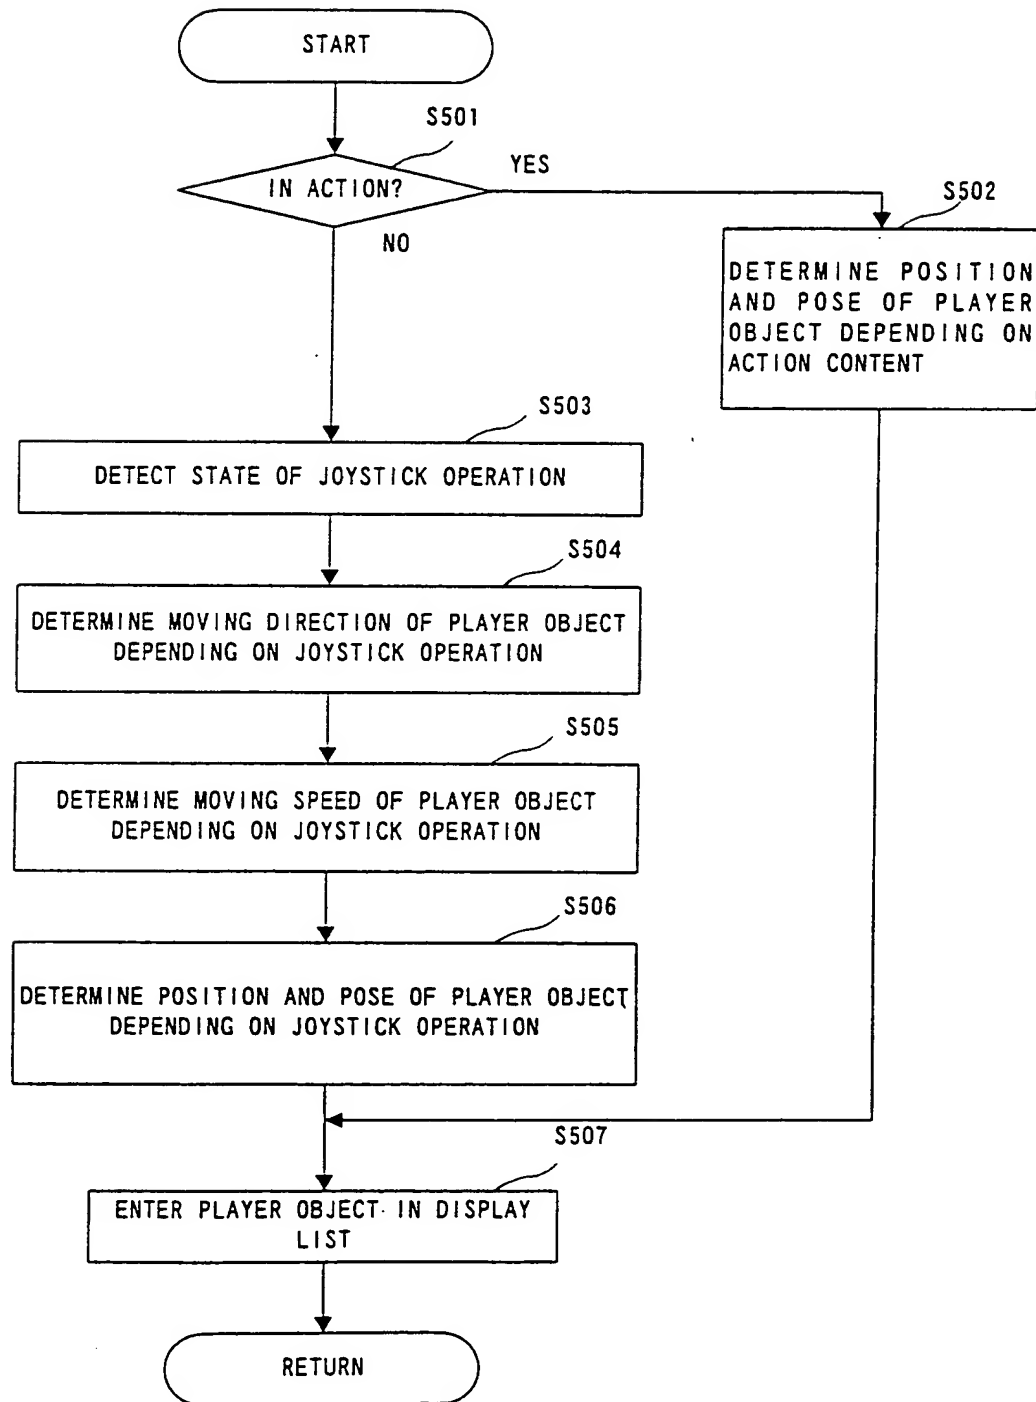 START
S501
IN ACTION?
YES
NO
S502
DETERMINE POSITION
AND POSE OF PLAYER
OBJECT DEPENDING ON
ACTION CONTENT
S503
DETECT STATE OF JOYSTICK OPERATION
S504
DETERMINE MOVING DIRECTION OF PLAYER OBJECT
DEPENDING ON JOYSTICK OPERATION
S505
DETERMINE MOVING SPEED OF PLAYER OBJECT
DEPENDING ON JOYSTICK OPERATION
S506
DETERMINE POSITION AND POSE OF PLAYER OBJECT
DEPENDING ON JOYSTICK OPERATION
S507
ENTER PLAYER OBJECT IN DISPLAY
LIST
RETURN